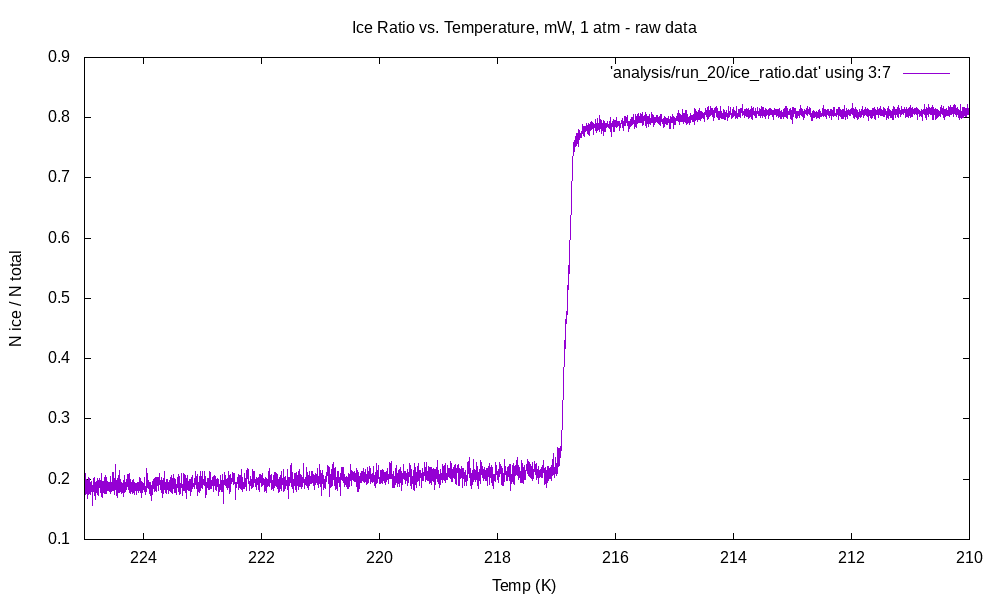 Ice Ratio vs. Temperature, mW, 1 atm - raw data
'analysis/run_20/ice_ratio.dat' using 3:7
N ice / N total
0.9
0.8
0.7
0.6
0.5
0.4
0.3
0.2
0.1
224 222 220 218 216 214 212 210
Temp (K)